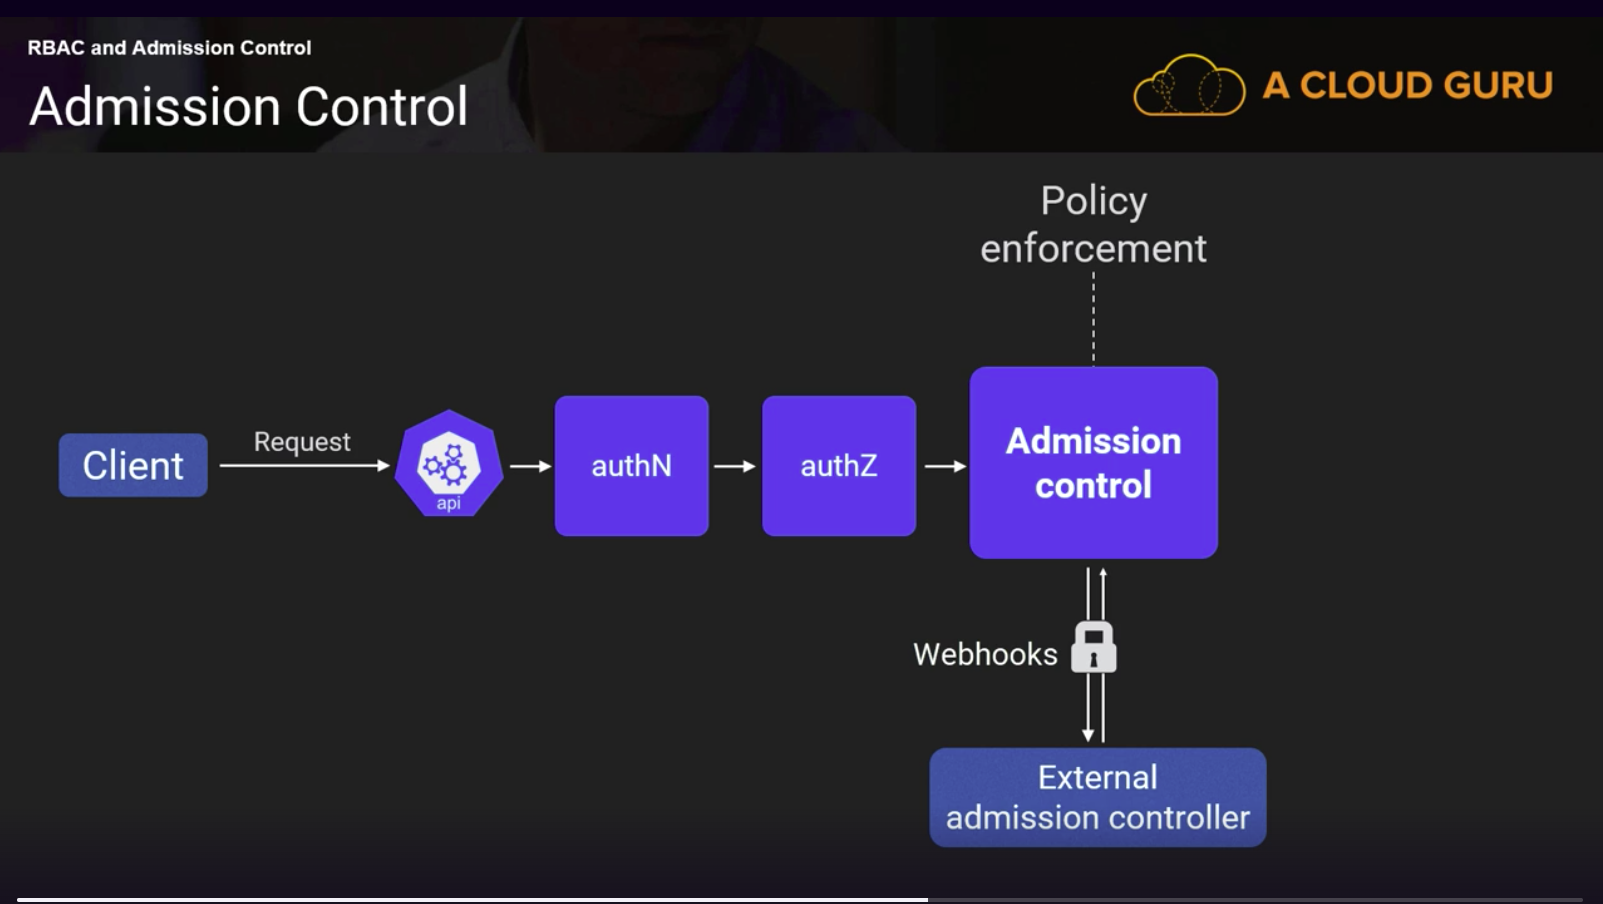 RBAC and Admission Control
Admission Control
A CLOUD GURU
Policy
enforcement
Client
Request
api
authN
authZ
Admission
control
Webhooks
External
admission controller